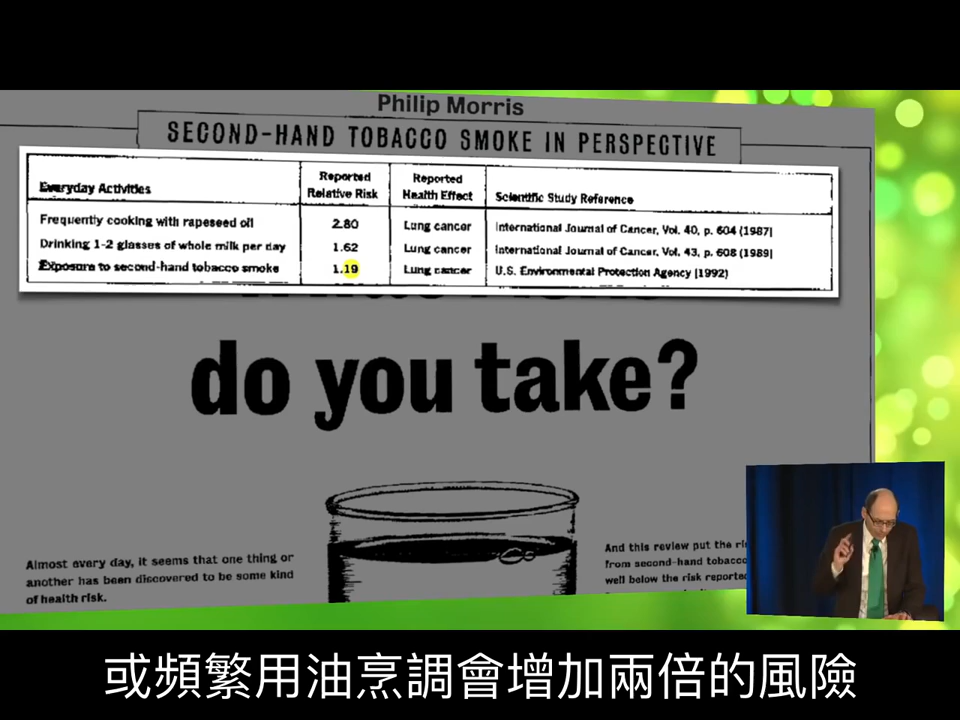 Philip Morris
SECOND-HAND TOBACCO SMOKE IN PERSPECTIVE
Everyday Activities
Reported Relative Risk
Reported Health Effect
Scientific Study Reference
Frequently cooking with rapeseed oil 2.80 Lung cancer International Journal of Cancer, Vol. 40, p. 604 (1987)
Drinking 1-2 glasses of whole milk per day 1.62 Lung cancer International Journal of Cancer, Vol. 43, p. 608 (1989)
Exposure to second-hand tobacco smoke 1.19 Lung cancer U.S. Environmental Protection Agency (1992)
do you take?
Almost every day, it seems that one thing or
another has been discovered to be some kind
of health risk.
And this review put the
from second-hand tobacco
well below the risk
或頻繁用油烹調會增加兩倍的風險